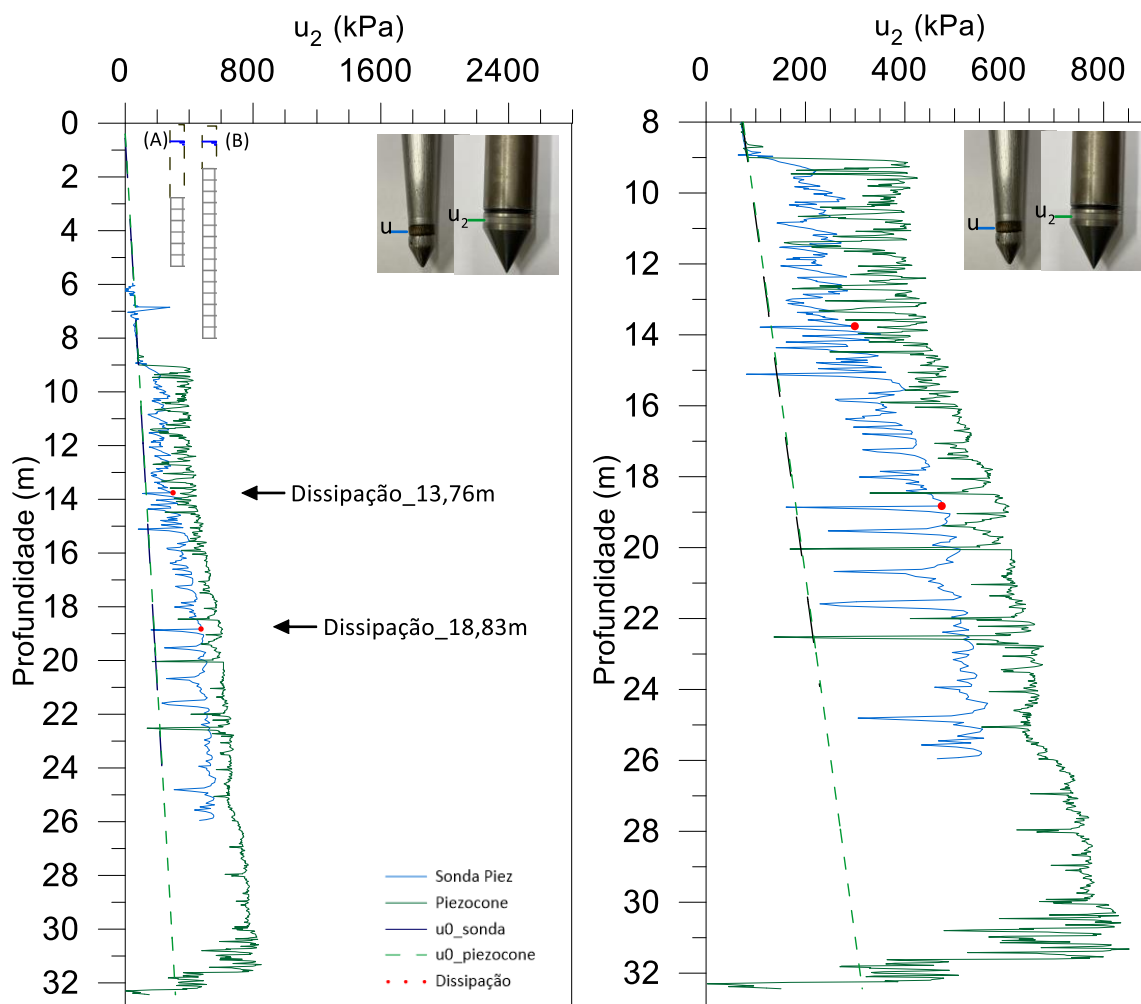 u2 (kPa)
0 800 1600 2400
0
2
4
6
8
10
12
14
16
18
20
22
24
26
28
30
32
Profundidade (m)
(A) (B)
u u2
Dissipação_13,76m
Dissipação_18,83m
Sonda Piez
Piezocone
u0_sonda
u0_piezocone
Dissipação
u2 (kPa)
0 200 400 600 800
8
10
12
14
16
18
20
22
24
26
28
30
32
Profundidade (m)
u u2